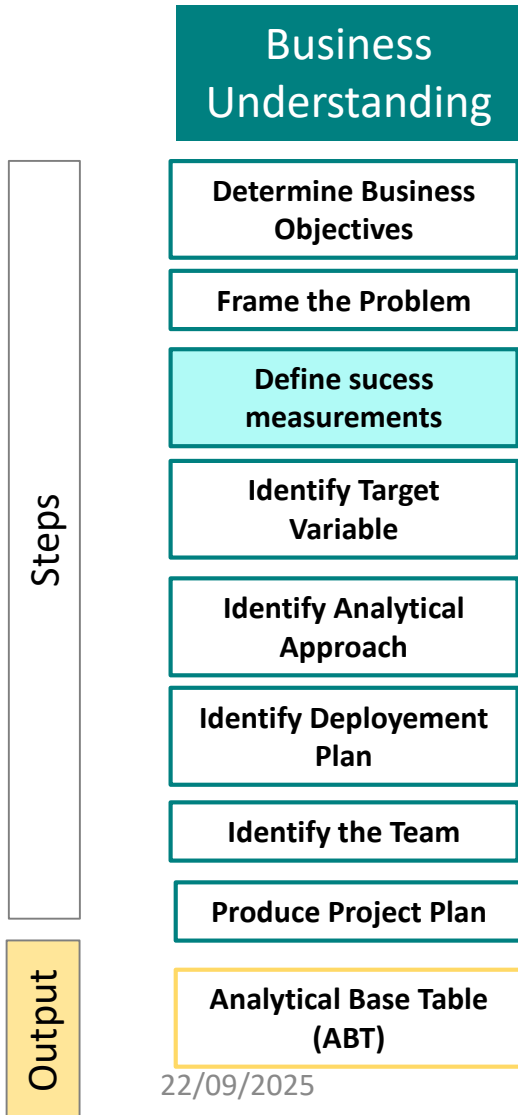 Business
Understanding
Steps
Determine Business
Objectives
Frame the Problem
Define sucess
measurements
Identify Target
Variable
Identify Analytical
Approach
Identify Deployement
Plan
Identify the Team
Produce Project Plan
Output
Analytical Base Table
(ABT)
22/09/2025